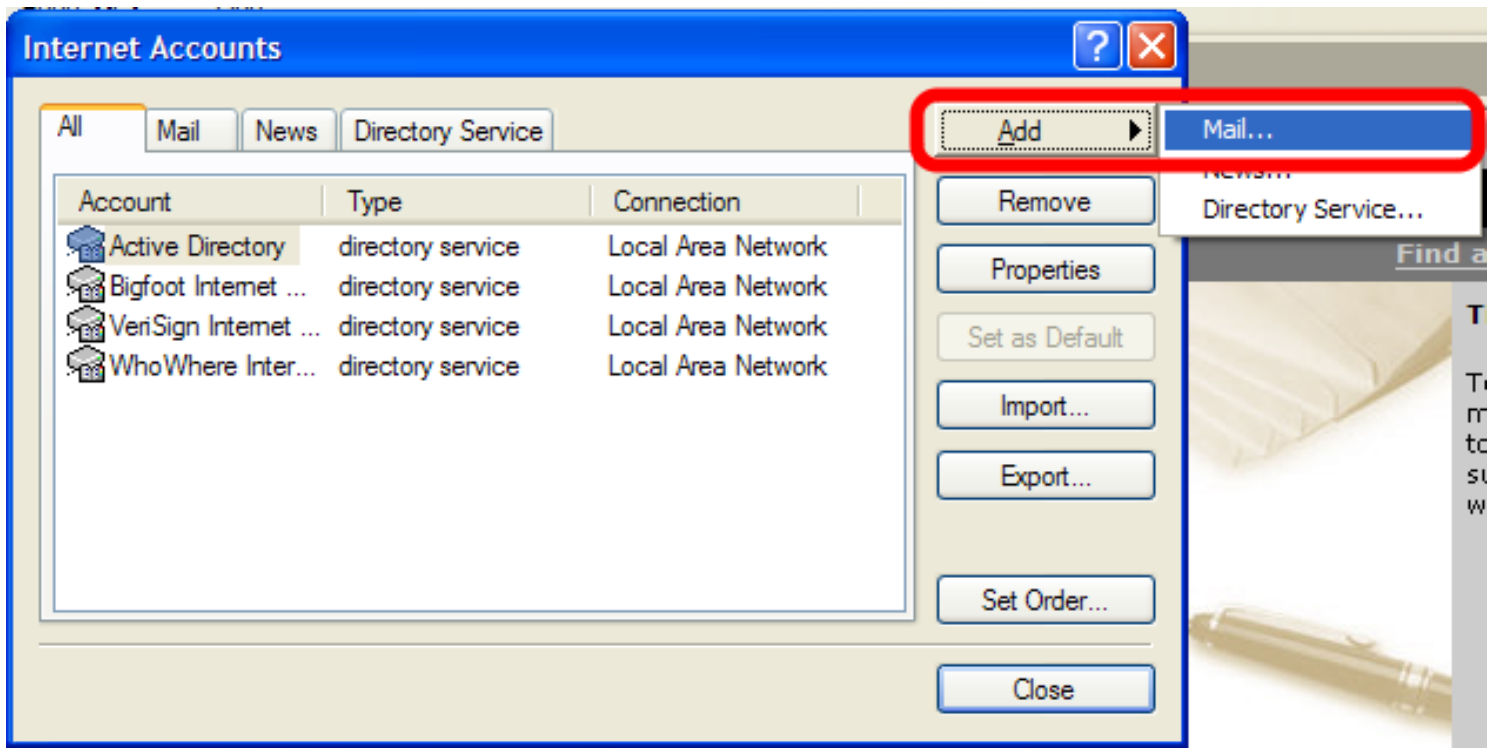 Internet Accounts
All Mail News Directory Service
Add Mail...
News...
Directory Service...
Account Type Connection
Active Directory directory service Local Area Network
Bigfoot Internet ... directory service Local Area Network
VeriSign Internet ... directory service Local Area Network
WhoWhere Inter... directory service Local Area Network
Remove
Properties
Set as Default
Import...
Export...
Set Order...
Close
Find a